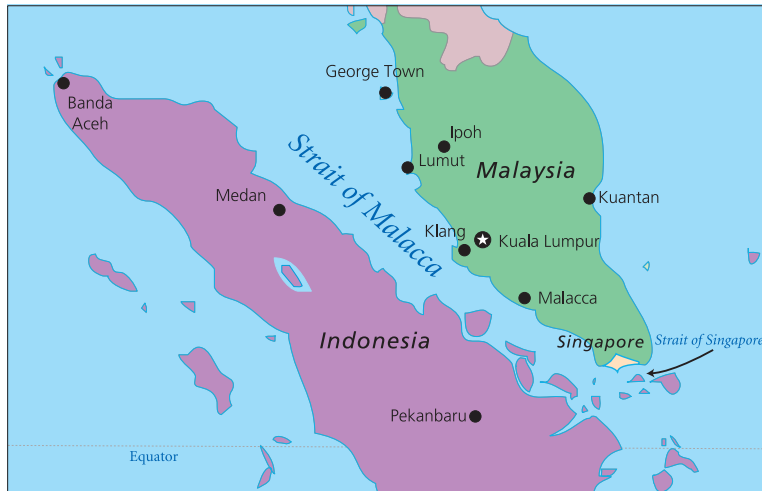 George Town
Banda
Aceh
Ipoh
Lumut
Strait of Malacca
Malaysia
Medan
Kuantan
Klang
Kuala Lumpur
Malacca
Indonesia
Singapore
Strait of Singapore
Pekanbaru
Equator